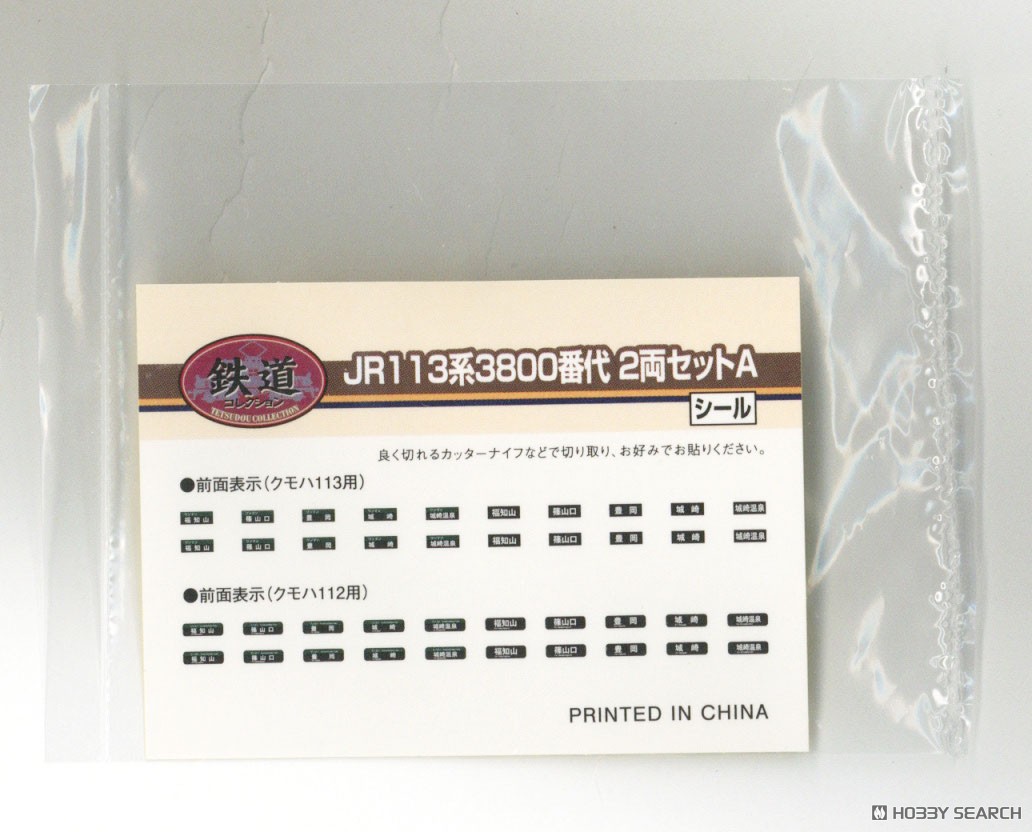 鉄道
コレクション
TETSUDOU COLLECTION
JR113系3800番代 2両セットA
シール
良く切れるカッターナイフなどで切り取り、お好みでお貼りください。
●前面表示（クモハ113用）
福知山 篠山口 豊岡 城崎 城崎温泉 福知山 篠山口 豊岡 城崎 城崎温泉
福知山 篠山口 豊岡 城崎 城崎温泉 福知山 篠山口 豊岡 城崎 城崎温泉
●前面表示（クモハ112用）
福知山 篠山口 豊岡 城崎 城崎温泉 福知山 篠山口 豊岡 城崎 城崎温泉
福知山 篠山口 豊岡 城崎 城崎温泉 福知山 篠山口 豊岡 城崎 城崎温泉
PRINTED IN CHINA
HOBBY SEARCH